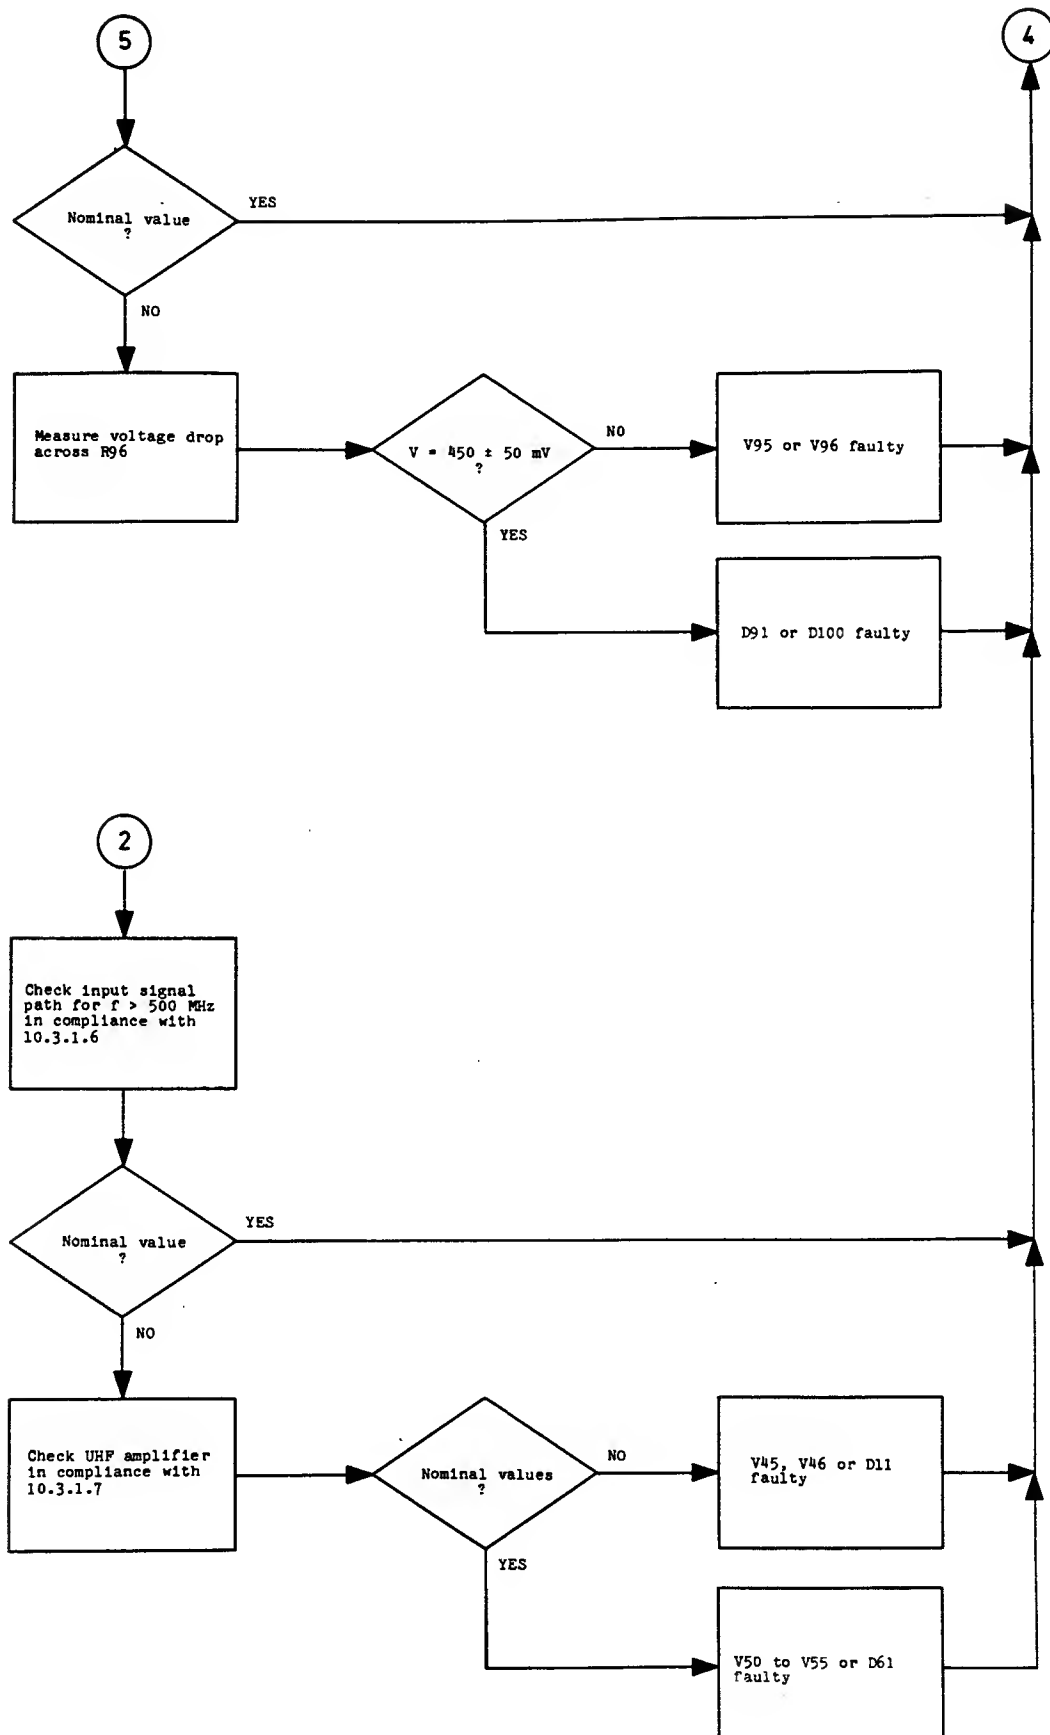 5
4
Nominal value
?
YES
NO
Measure voltage drop
across R96
V = 450 ± 50 mV
?
NO
V95 or V96 faulty
YES
D91 or D100 faulty
2
Check input signal
path for f > 500 MHz
in compliance with
10.3.1.6
Nominal value
?
YES
NO
Check UHF amplifier
in compliance with
10.3.1.7
Nominal values
?
NO
V45, V46 or D11
faulty
YES
V50 to V55 or D61
faulty